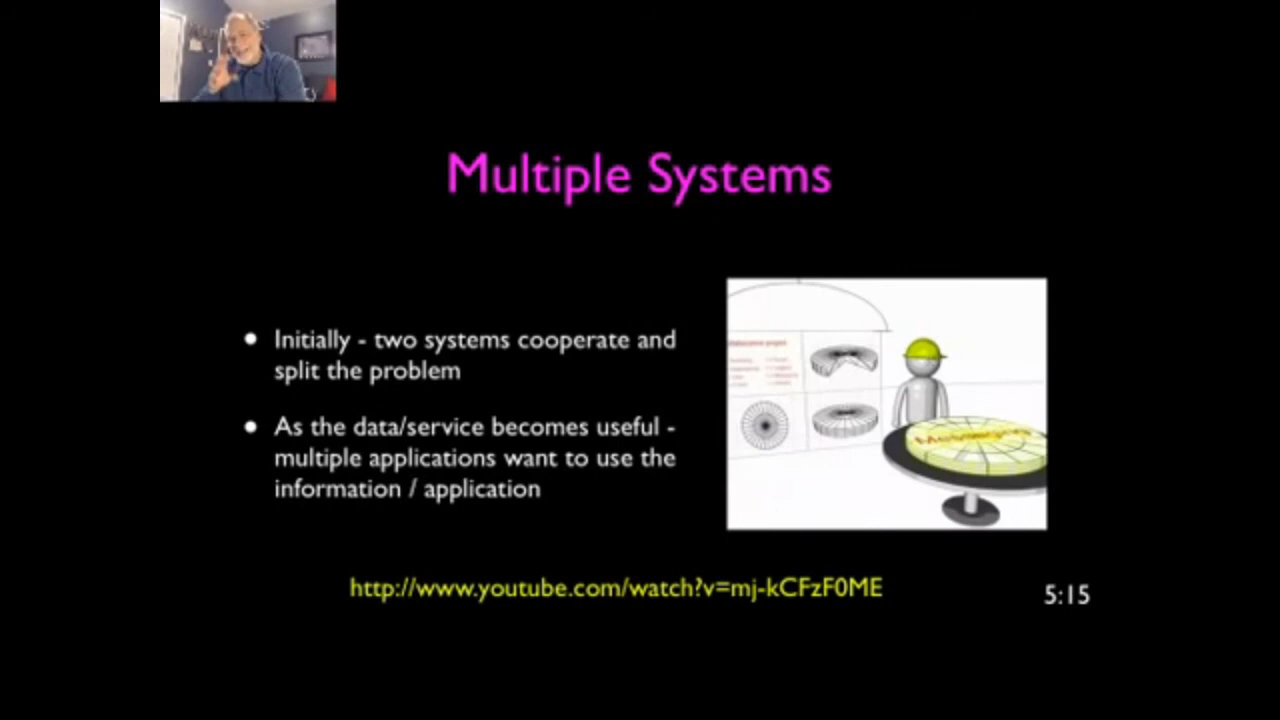 Multiple Systems
● Initially - two systems cooperate and
split the problem
● As the data/service becomes useful -
multiple applications want to use the
information / application
http://www.youtube.com/watch?v=mj-kCFzF0ME
5:15